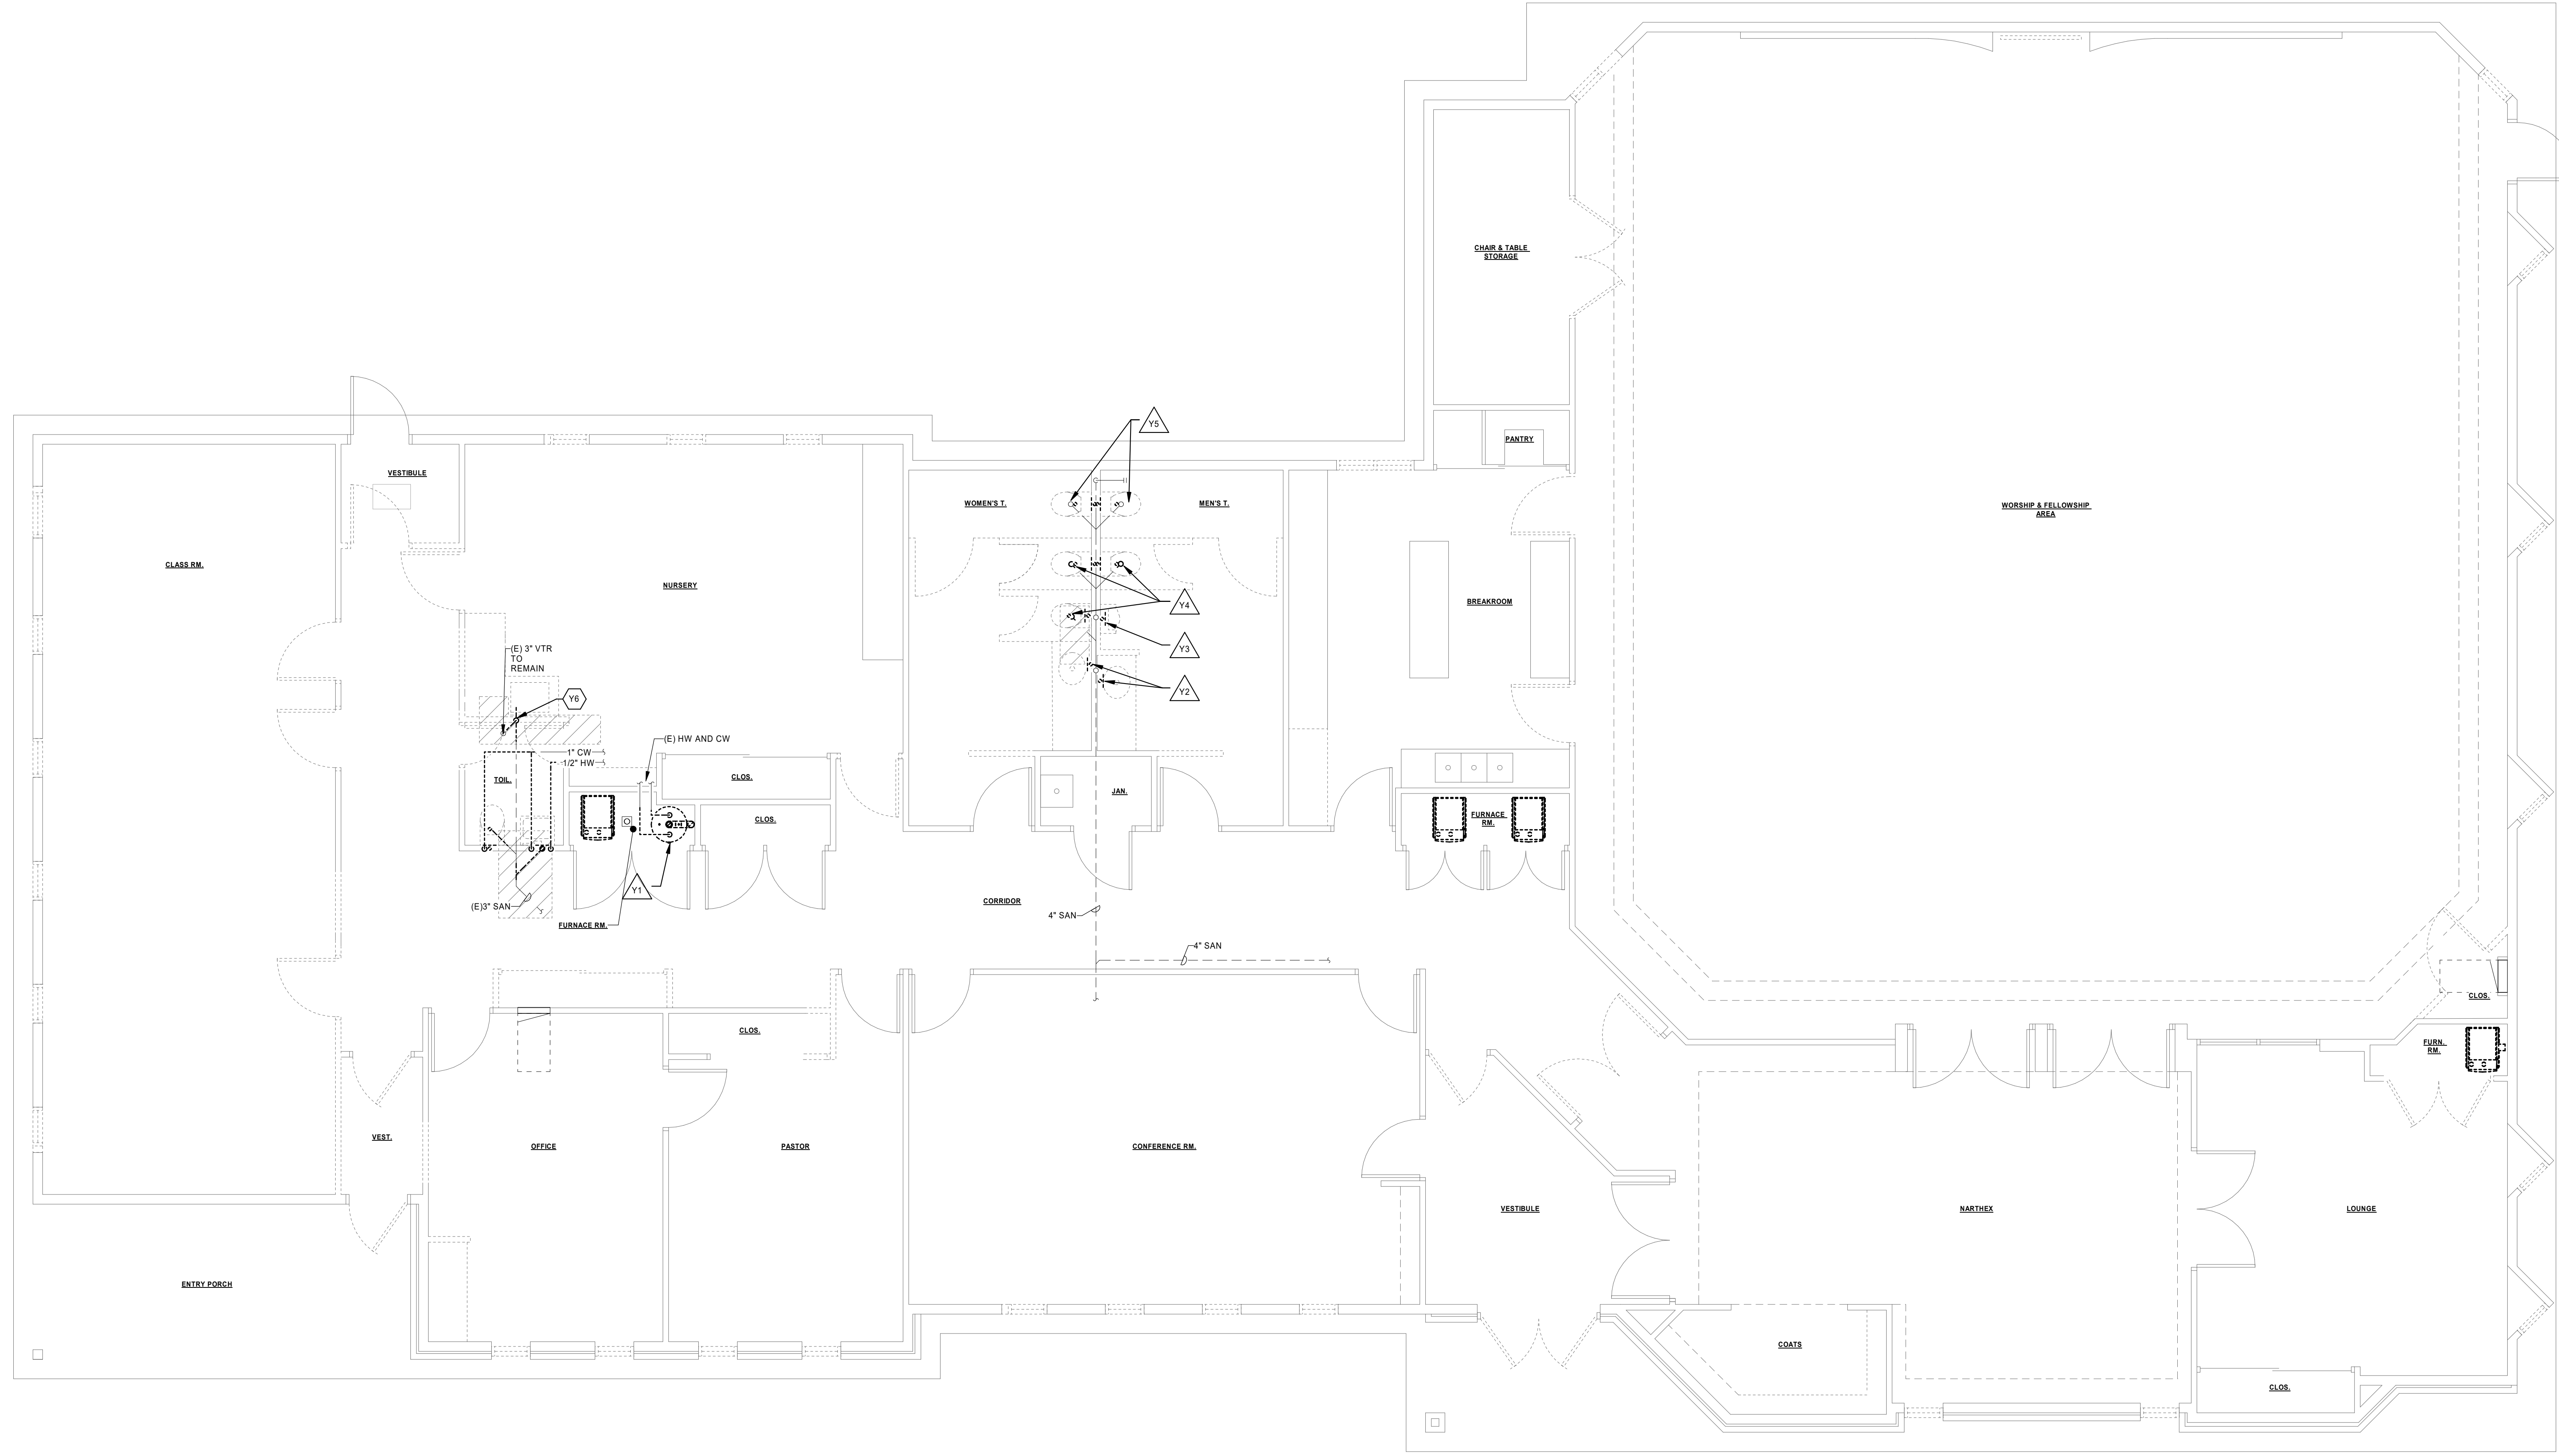 CHAIR & TABLE
STORAGE
Y5
PANTRY
VESTIBULE
WOMEN'S T.
MEN'S T.
WORSHIP & FELLOWSHIP
AREA
CLASS RM.
NURSERY
BREAKROOM
Y4
(E) 3" VTR
TO
REMAIN
Y3
Y6
Y2
(E) HW AND CW
1" CW
1/2" HW
TOIL.
CLOS.
JAN.
CLOS.
FURNACE
RM.
Y1
(E)3" SAN
CORRIDOR
4" SAN
FURNACE RM.
4" SAN
CLOS.
CLOS.
FURN.
RM.
VEST.
OFFICE
PASTOR
CONFERENCE RM.
VESTIBULE
NARTHEX
LOUNGE
ENTRY PORCH
COATS
CLOS.